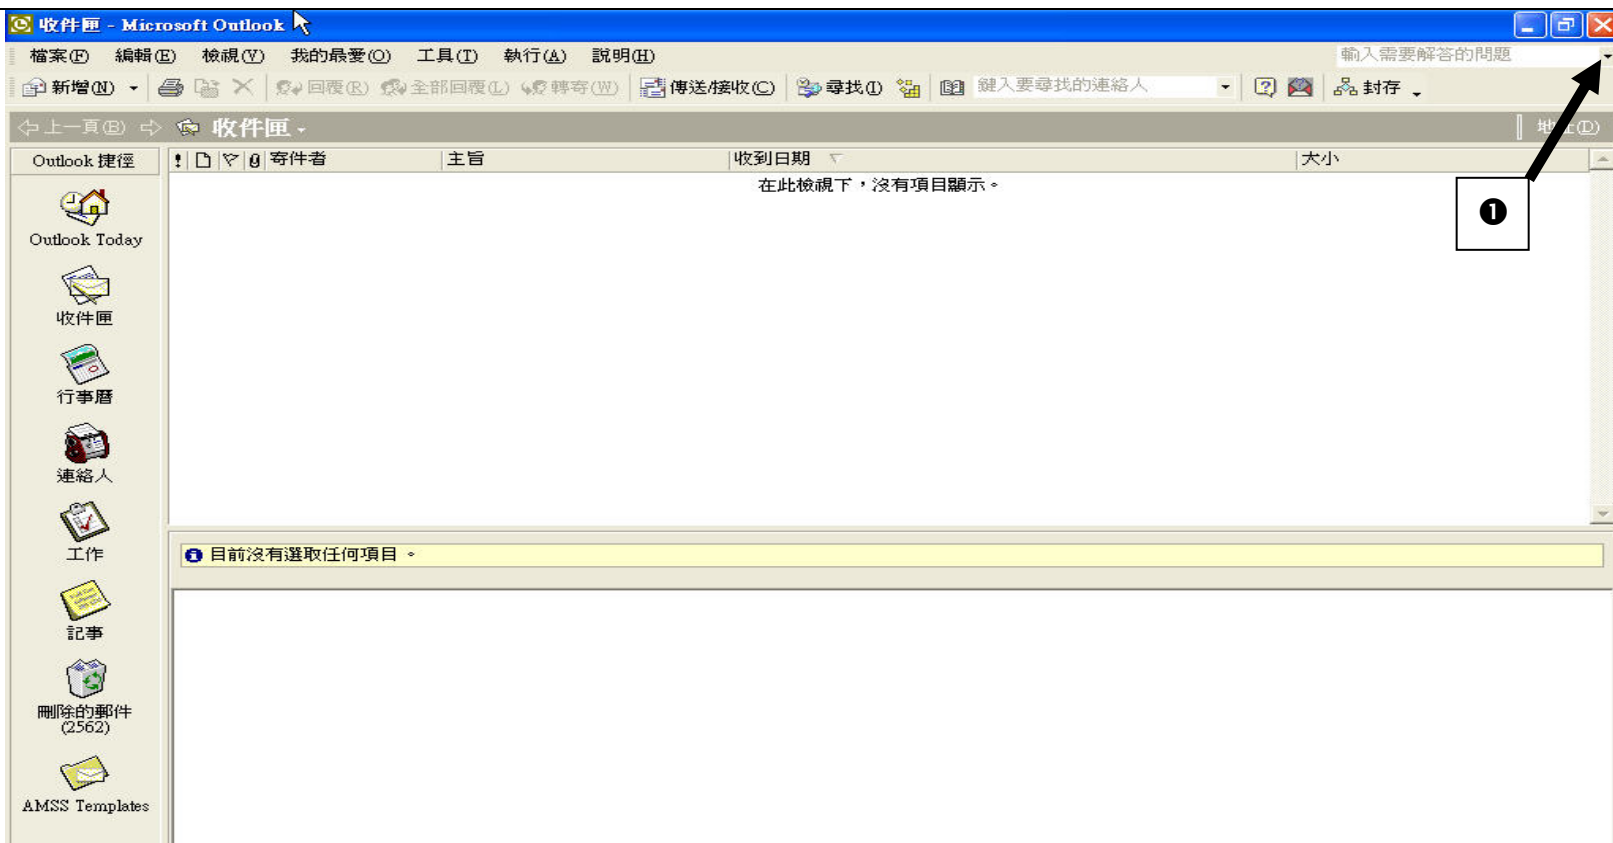 收件匣 - Microsoft Outlook
檔案(F) 編輯(E) 檢視(V) 我的最愛(O) 工具(T) 執行(A) 說明(H) 輸入需要解答的問題
新增(N) 回覆(R) 全部回覆(L) 轉寄(W) 傳送/接收(C) 尋找(I) 鍵入要尋找的連絡人 封存
上一頁(B) 收件匣 (D)
Outlook 捷徑 寄件者 主旨 收到日期 大小
在此檢視下，沒有項目顯示。
❶
Outlook Today
收件匣
行事曆
連絡人
工作
目前沒有選取任何項目。
記事
刪除的郵件
(2562)
AMSS Templates